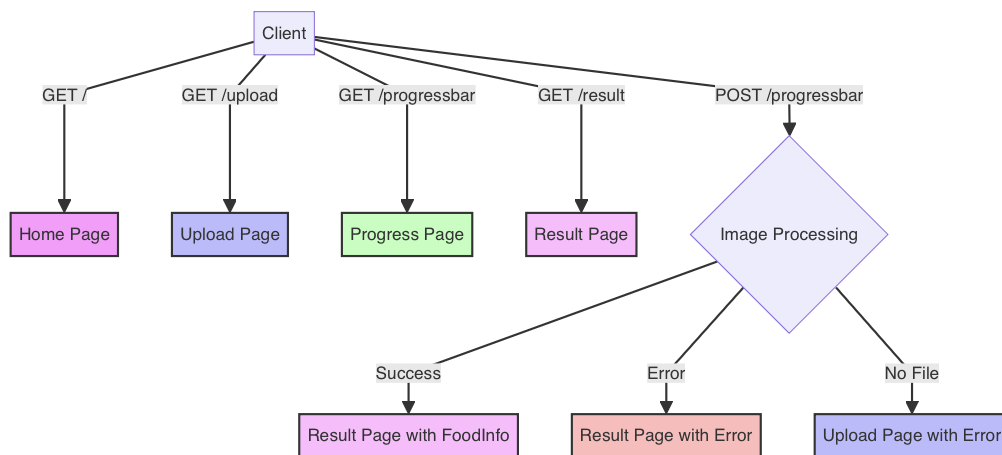 Client
GET /
GET /upload
GET /progressbar
GET /result
POST /progressbar
Home Page
Upload Page
Progress Page
Result Page
Image Processing
Success
Error
No File
Result Page with FoodInfo
Result Page with Error
Upload Page with Error